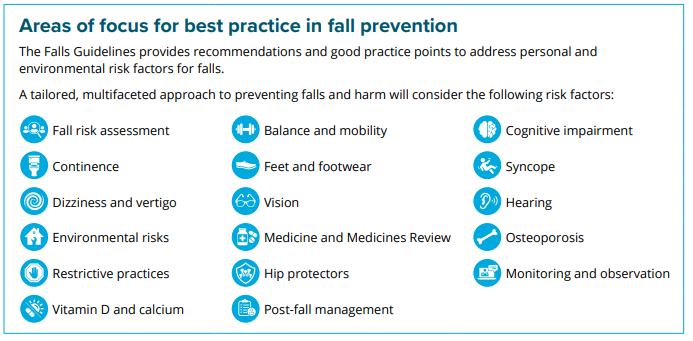 Areas of focus for best practice in fall prevention
The Falls Guidelines provides recommendations and good practice points to address personal and
environmental risk factors for falls.
A tailored, multifaceted approach to preventing falls and harm will consider the following risk factors:
Fall risk assessment
Balance and mobility
Cognitive impairment
Continence
Feet and footwear
Syncope
Dizziness and vertigo
Vision
Hearing
Environmental risks
Medicine and Medicines Review
Osteoporosis
Restrictive practices
Hip protectors
Monitoring and observation
Vitamin D and calcium
Post-fall management